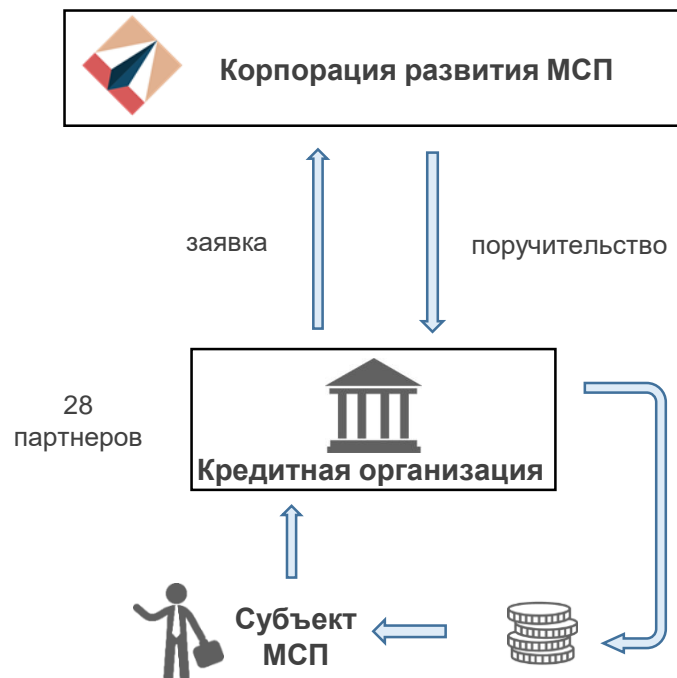 Корпорация развития МСП
заявка
поручительство
28
партнеров
Кредитная организация
Субъект
МСП